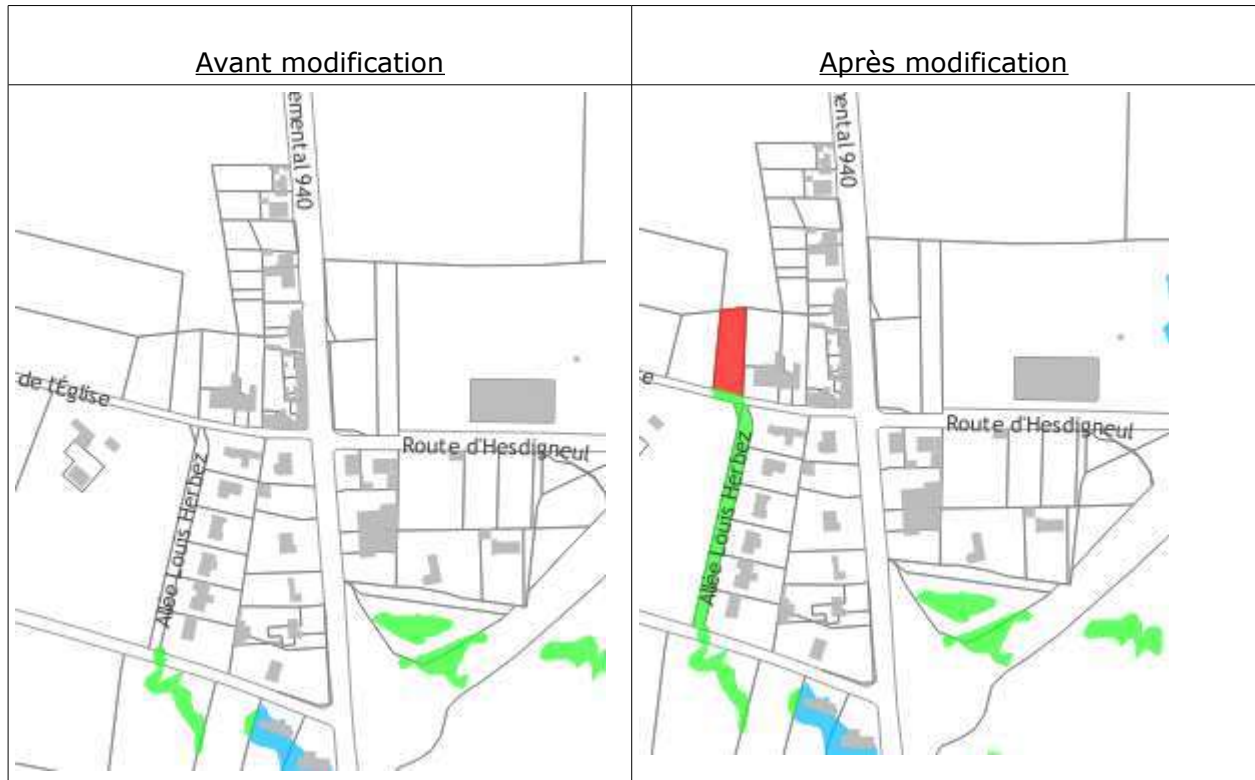 Avant modification
Après modification
emental 940
de l'Église
Route d'Hesdigneul
Allée Louis Herbez
emental 940
se
Route d'Hesdigneul
Allée Louis Herbez